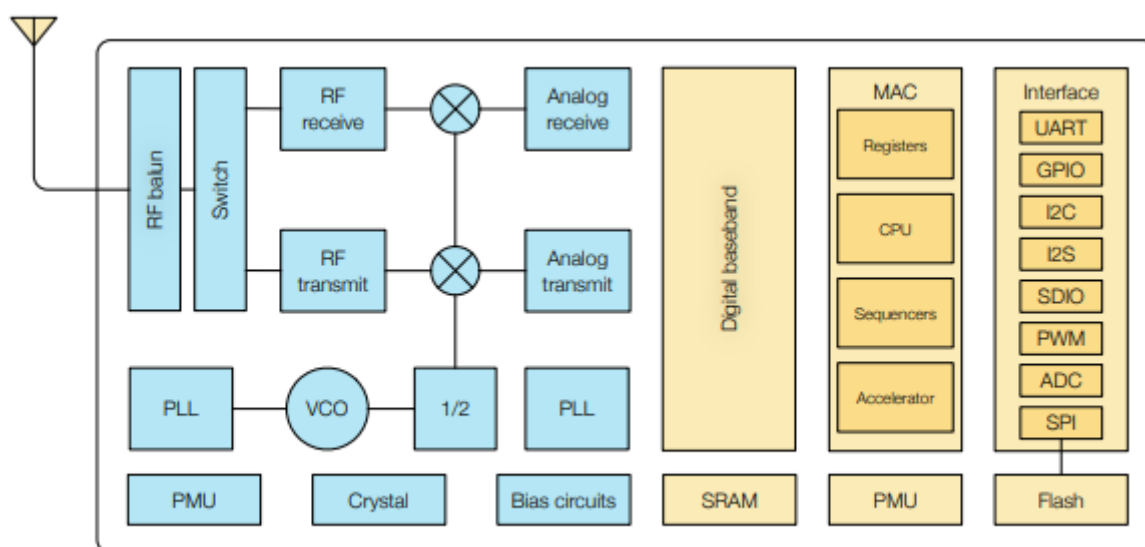 RF balun
Switch
RF
receive
Analog
receive
RF
transmit
Analog
transmit
PLL
VCO
1/2
PLL
PMU
Crystal
Bias circuits
Digital baseband
SRAM
MAC
Registers
CPU
Sequencers
Accelerator
PMU
Interface
UART
GPIO
I2C
I2S
SDIO
PWM
ADC
SPI
Flash